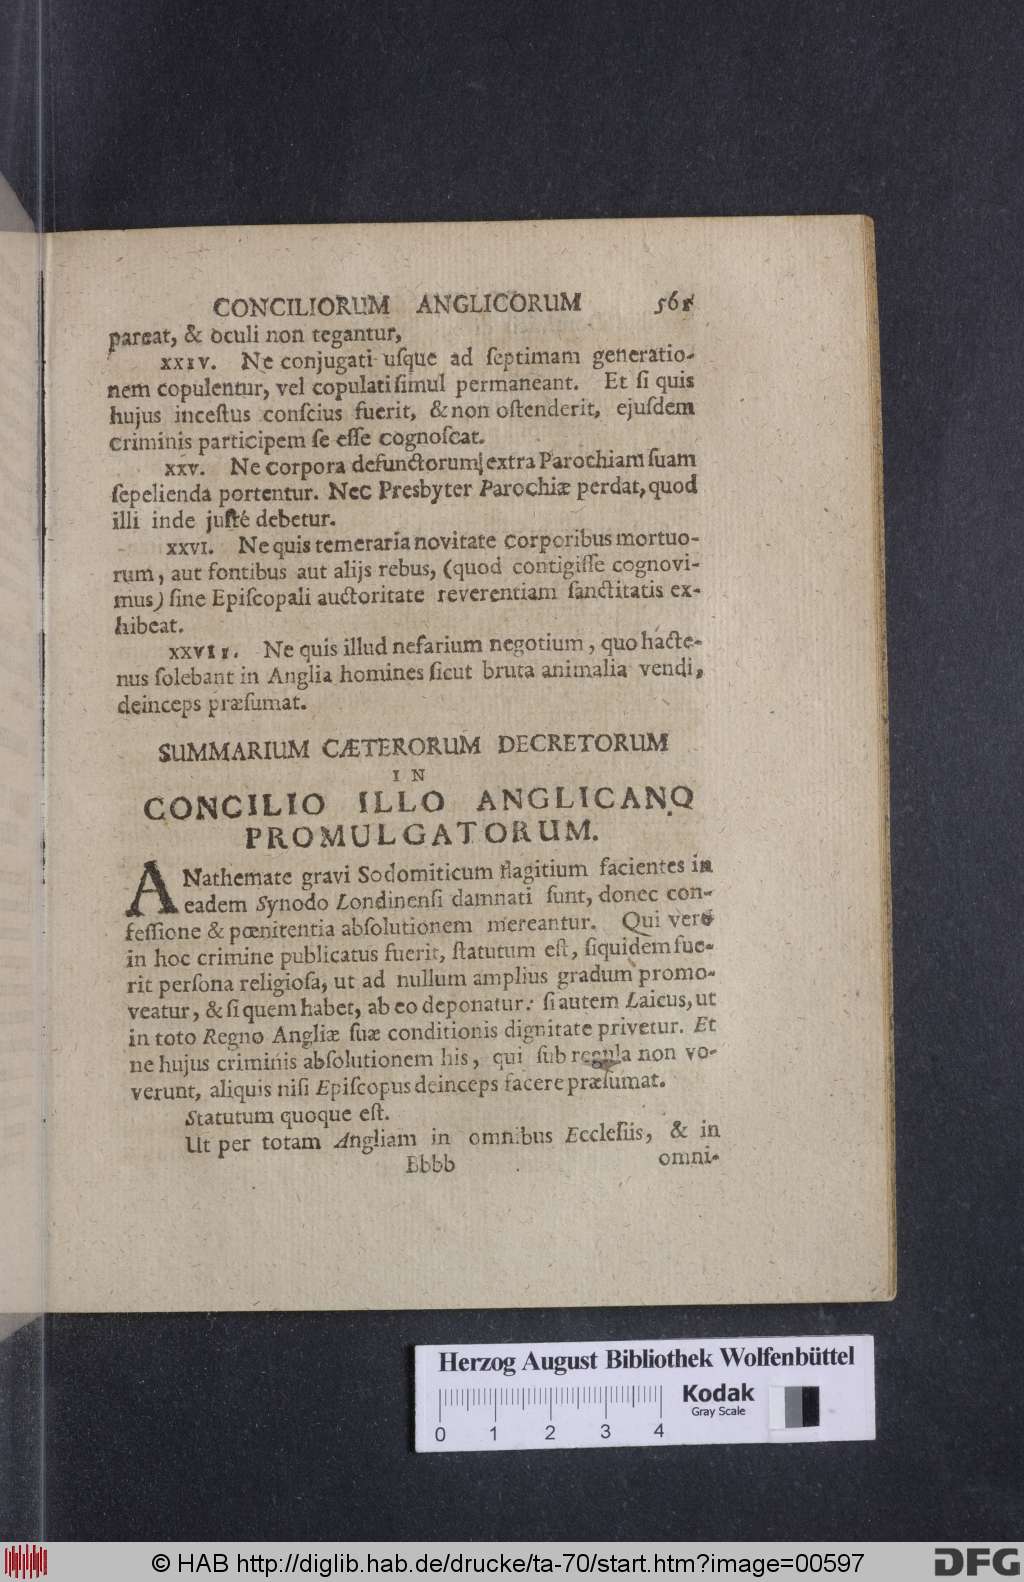 CONCILIORUM ANGLICORUM 561
pareat, & oculi non tegantur,
XXIV. Ne conjugati uſque ad ſeptimam generatio-
nem copulentur, vel copulati ſimul permaneant. Et ſi quis
hujus inceſtus conſcius fuerit, & non oſtenderit, ejuſdem
criminis participem ſe eſſe cognoſcat.
XXV. Ne corpora defunctorum extra Parochiam ſuam
ſepelienda portentur. Nec Presbyter Parochiæ perdat, quod
illi inde juſté debetur.
XXVI. Ne quis temeraria novitate corporibus mortuo-
rum, aut fontibus aut alijs rebus, (quod contigiſſe cognovi-
mus) ſine Epiſcopali auctoritate reverentiam ſanctitatis ex-
hibeat.
XXVII. Ne quis illud nefarium negotium, quo hácte-
nus ſolebant in Anglia homines ſicut bruta animalia vendi,
deinceps præſumat.
SUMMARIUM CÆTERORUM DECRETORUM
IN
CONCILIO ILLO ANGLICANO
PROMULGATORUM.
ANathemate gravi Sodomiticum flagitium facientes in
eadem Synodo Londinenſi damnati ſunt, donec con-
feſſione & pœnitentia abſolutionem mereantur. Qui veró
in hoc crimine publicatus fuerit, ſtatutum eſt, ſiquidem fue-
rit perſona religioſa, ut ad nullum amplius gradum promo-
veatur, & ſi quem habet, ab eo deponatur: ſi autem Laicus, ut
in toto Regno Angliæ ſuæ conditionis dignitate privetur. Et
ne hujus criminis abſolutionem his, qui ſub regula non vo-
verunt, aliquis niſi Epiſcopus deinceps facere præſumat.
Statutum quoque eſt.
Ut per totam Angliam in omnibus Eccleſiis, & in
Bbbb omni-
Herzog August Bibliothek Wolfenbüttel
Kodak
Gray Scale
0 1 2 3 4
© HAB http://diglib.hab.de/drucke/ta-70/start.htm?image=00597
DFG